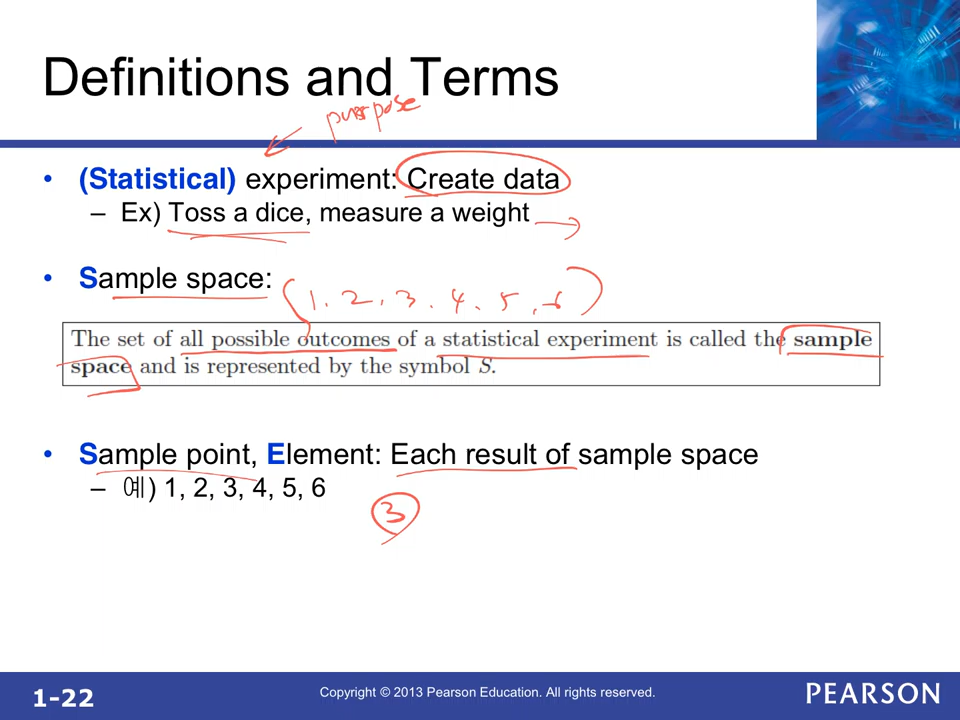 Definitions and Terms
purpose
• (Statistical) experiment: Create data
– Ex) Toss a dice, measure a weight
• Sample space:
1. 2. 3. 4. 5. 6
The set of all possible outcomes of a statistical experiment is called the sample
space and is represented by the symbol S.
• Sample point, Element: Each result of sample space
– 예) 1, 2, 3, 4, 5, 6
3
1-22
Copyright © 2013 Pearson Education. All rights reserved.
PEARSON